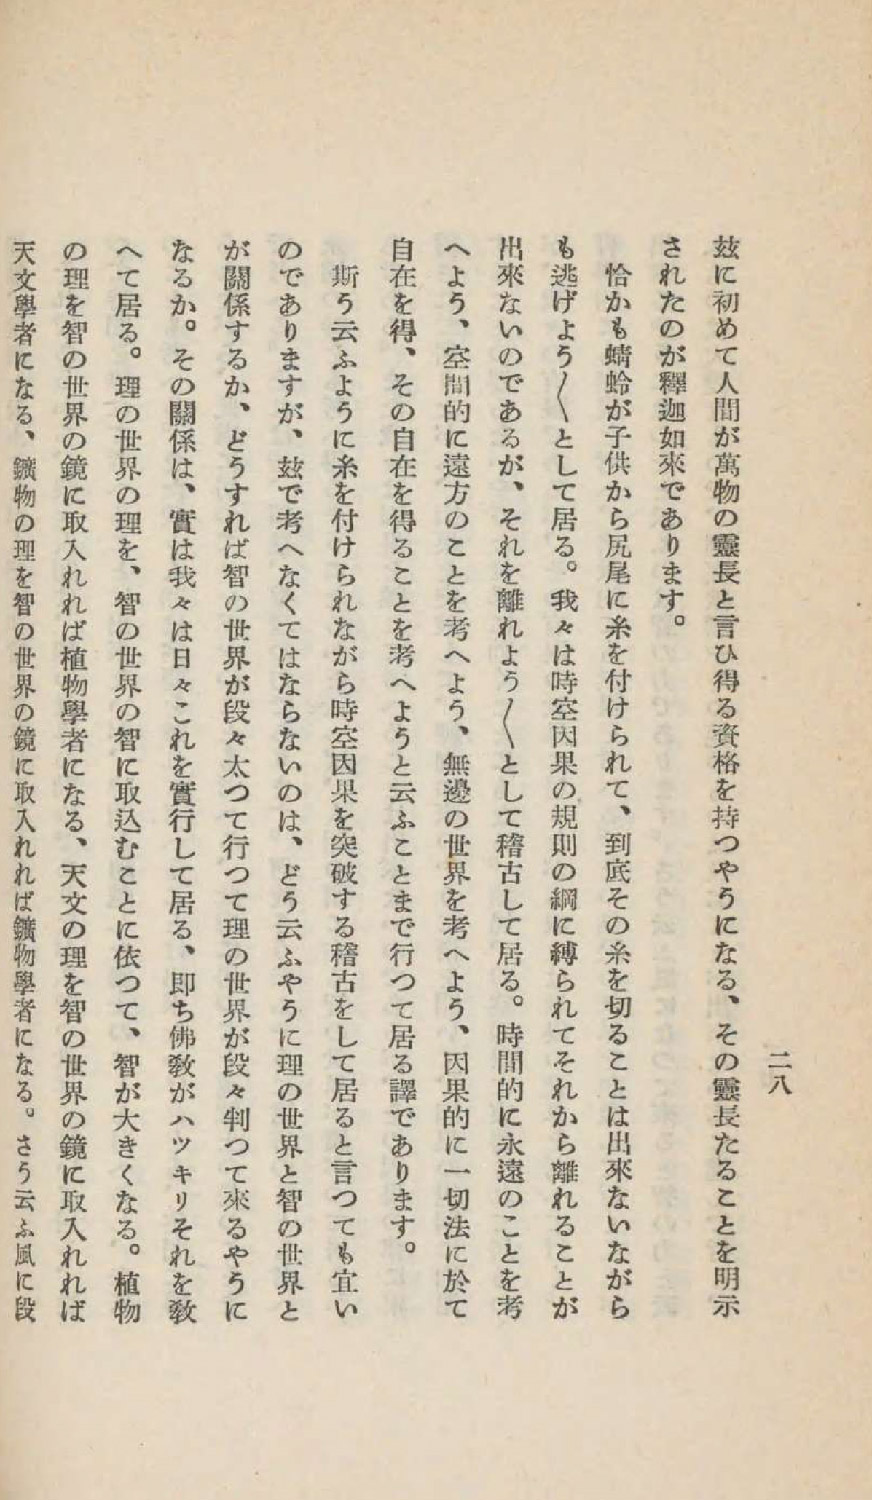 二八
玆に初めて人間が萬物の靈長と言ひ得る資格を持つやうになる、その靈長たることを明示
されたのが釋迦如來であります。
恰かも蜻蛉が子供から尻尾に糸を付けられて、到底その糸を切ることは出來ないながら
も逃げよう〳〵として居る。我々は時空因果の規則の綱に縛られてそれから離れることが
出來ないのであるが、それを離れよう〳〵として稽古して居る。時間的に永遠のことを考
へよう、空間的に遠方のことを考へよう、無邊の世界を考へよう、因果的に一切法に於て
自在を得、その自在を得ることを考へようと云ふことまで行つて居る譯であります。
斯う云ふように糸を付けられながら時空因果を突破する稽古をして居ると言つても宜い
のでありますが、玆で考へなくてはならないのは、どう云ふやうに理の世界と智の世界と
が關係するか、どうすれば智の世界が段々太つて行つて理の世界が段々判つて來るやうに
なるか。その關係は、實は我々は日々これを實行して居る、即ち佛敎がハツキリそれを敎
へて居る。理の世界の理を、智の世界の智に取込むことに依つて、智が大きくなる。植物
の理を智の世界の鏡に取入れれば植物學者になる、天文の理を智の世界の鏡に取入れれば
天文學者になる、鑛物の理を智の世界の鏡に取入れれば鑛物學者になる。さう云ふ風に段